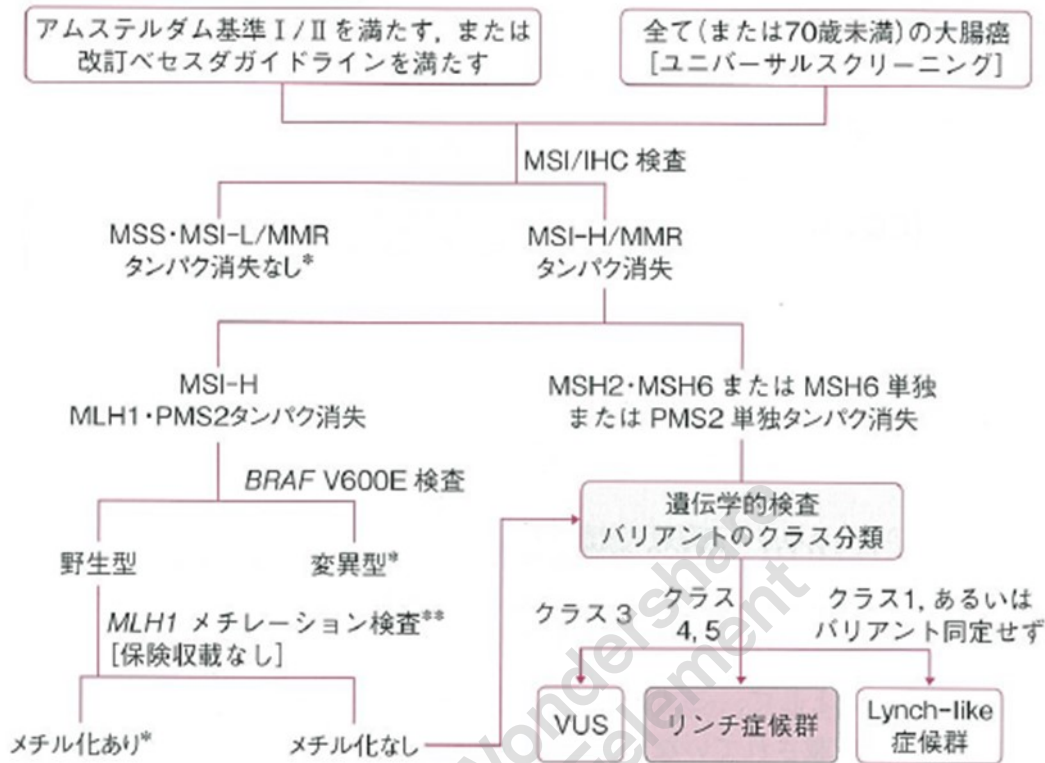 アムステルダム基準Ⅰ/Ⅱを満たす，または
改訂ベセスダガイドラインを満たす
全て(または70歳未満)の大腸癌
[ユニバーサルスクリーニング]
MSI/IHC 検査
MSS・MSI-L/MMR
タンパク消失なし*
MSI-H/MMR
タンパク消失
MSI-H
MLH1・PMS2タンパク消失
MSH2・MSH6 または MSH6 単独
または PMS2 単独タンパク消失
BRAF V600E 検査
野生型
変異型*
遺伝学的検査
バリアントのクラス分類
MLH1 メチレーション検査**
[保険収載なし]
メチル化あり*
メチル化なし
クラス 3
クラス
4, 5
クラス1, あるいは
バリアント同定せず
VUS
リンチ症候群
Lynch-like
症候群
Wondershare